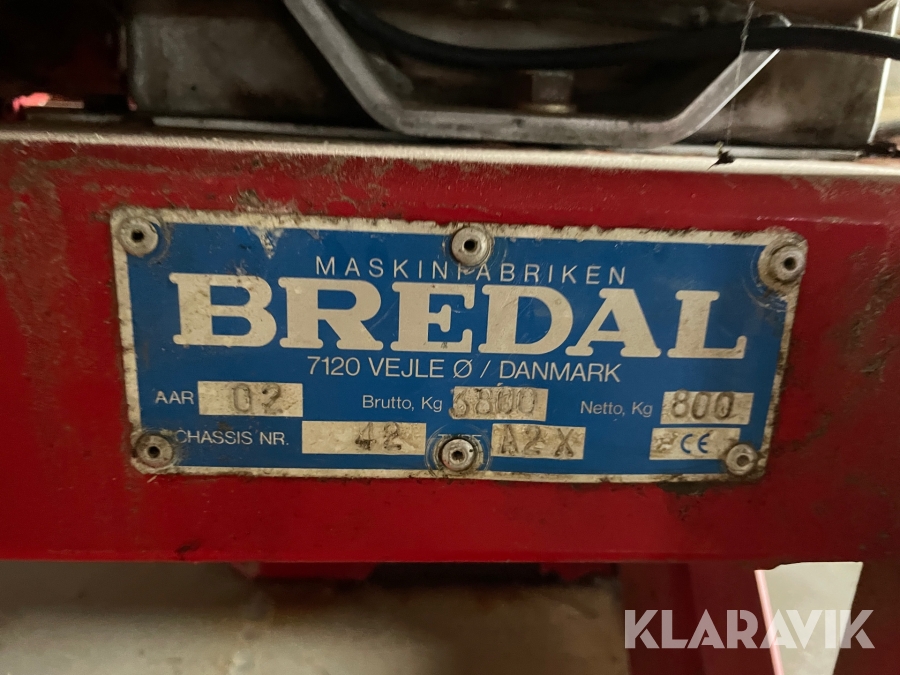 MASKINFABRIKEN
BREDAL
7120 VEJLE Ø / DANMARK
AAR 02 Brutto, Kg 3800 Netto, Kg 800
CHASSIS NR. 42 A2X CE
KLARAVIK